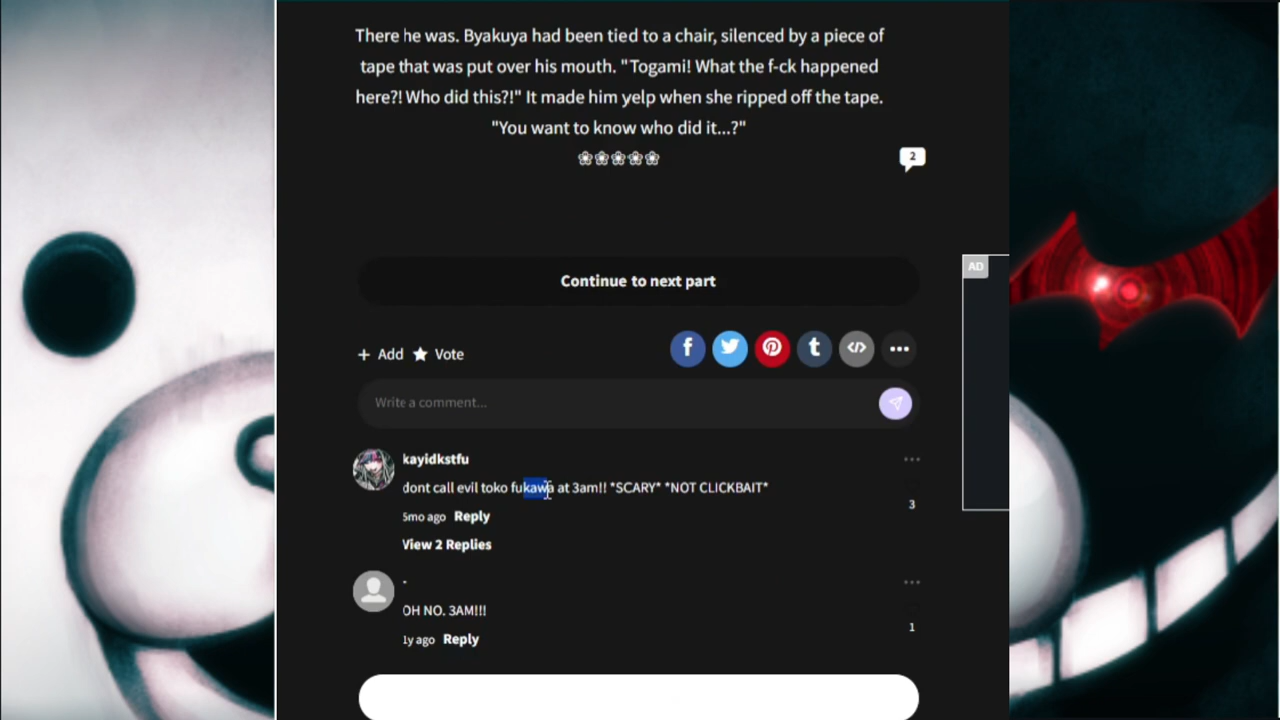 There he was. Byakuya had been tied to a chair, silenced by a piece of
tape that was put over his mouth. "Togami! What the f-ck happened
here?! Who did this?!" It made him yelp when she ripped off the tape.
"You want to know who did it...?"
❀❀❀❀❀
2
AD
Continue to next part
+ Add ★ Vote
Write a comment...
kayidkstfu
dont call evil toko fukawa at 3am!! *SCARY* *NOT CLICKBAIT*
3
5mo ago Reply
View 2 Replies
-
OH NO. 3AM!!!
1
1y ago Reply